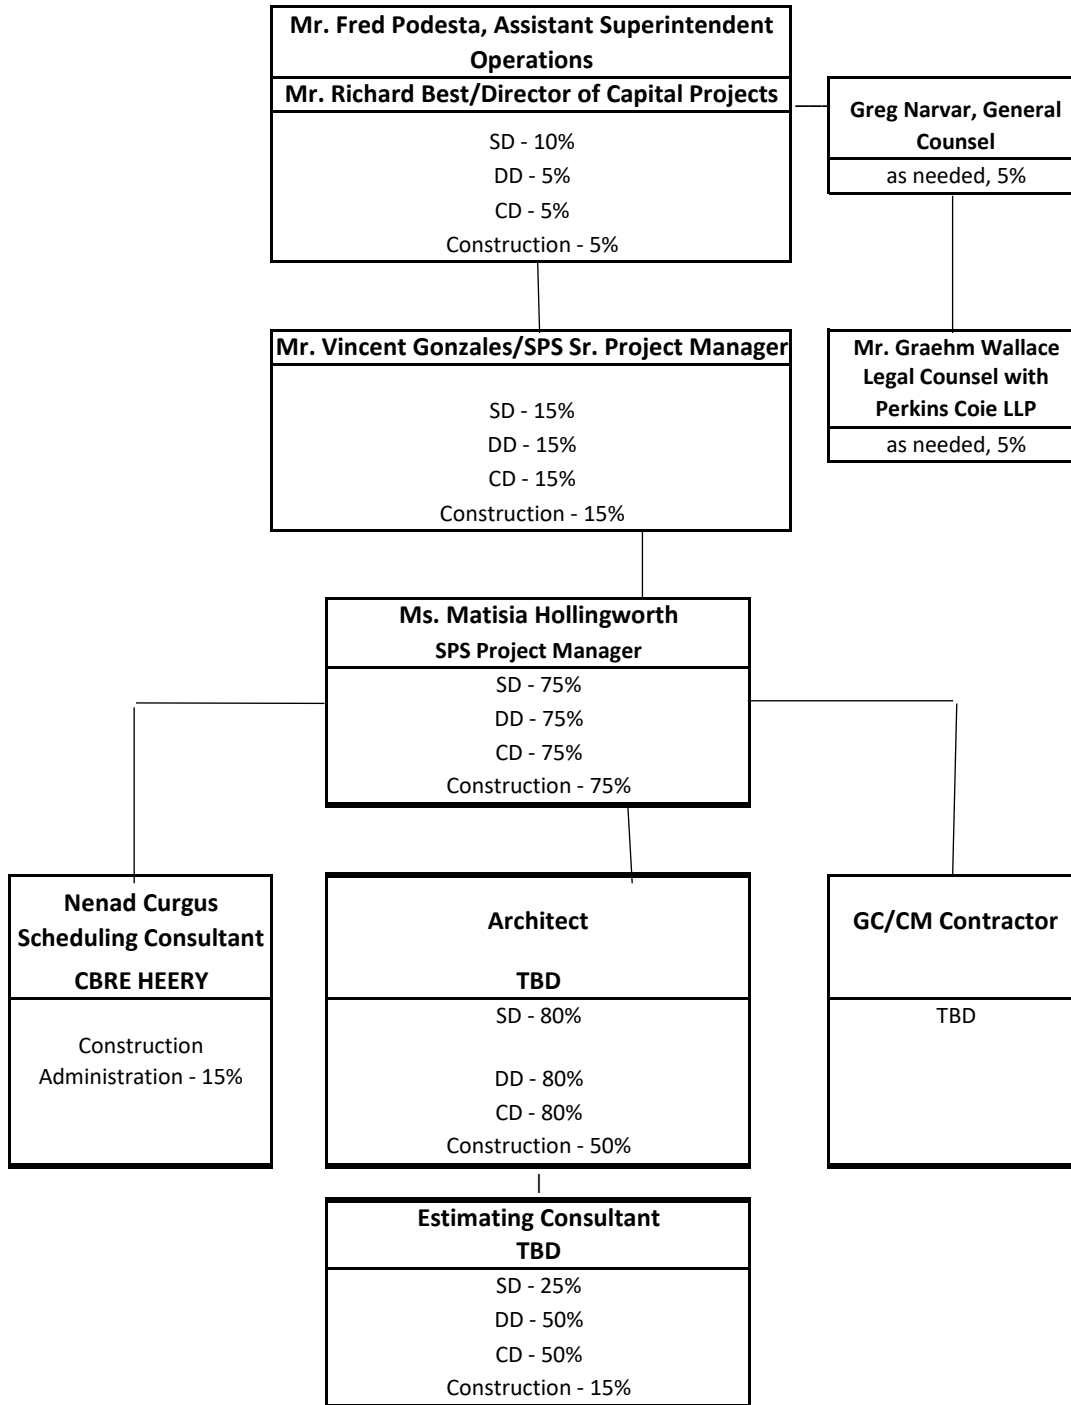 Mr. Fred Podesta, Assistant Superintendent
Operations
Mr. Richard Best/Director of Capital Projects
SD - 10%
DD - 5%
CD - 5%
Construction - 5%
Greg Narvar, General
Counsel
as needed, 5%
Mr. Vincent Gonzales/SPS Sr. Project Manager
SD - 15%
DD - 15%
CD - 15%
Construction - 15%
Mr. Graehm Wallace
Legal Counsel with
Perkins Coie LLP
as needed, 5%
Ms. Matisia Hollingworth
SPS Project Manager
SD - 75%
DD - 75%
CD - 75%
Construction - 75%
Nenad Curgus
Scheduling Consultant
CBRE HEERY
Construction
Administration - 15%
Architect
TBD
SD - 80%
DD - 80%
CD - 80%
Construction - 50%
GC/CM Contractor
TBD
Estimating Consultant
TBD
SD - 25%
DD - 50%
CD - 50%
Construction - 15%